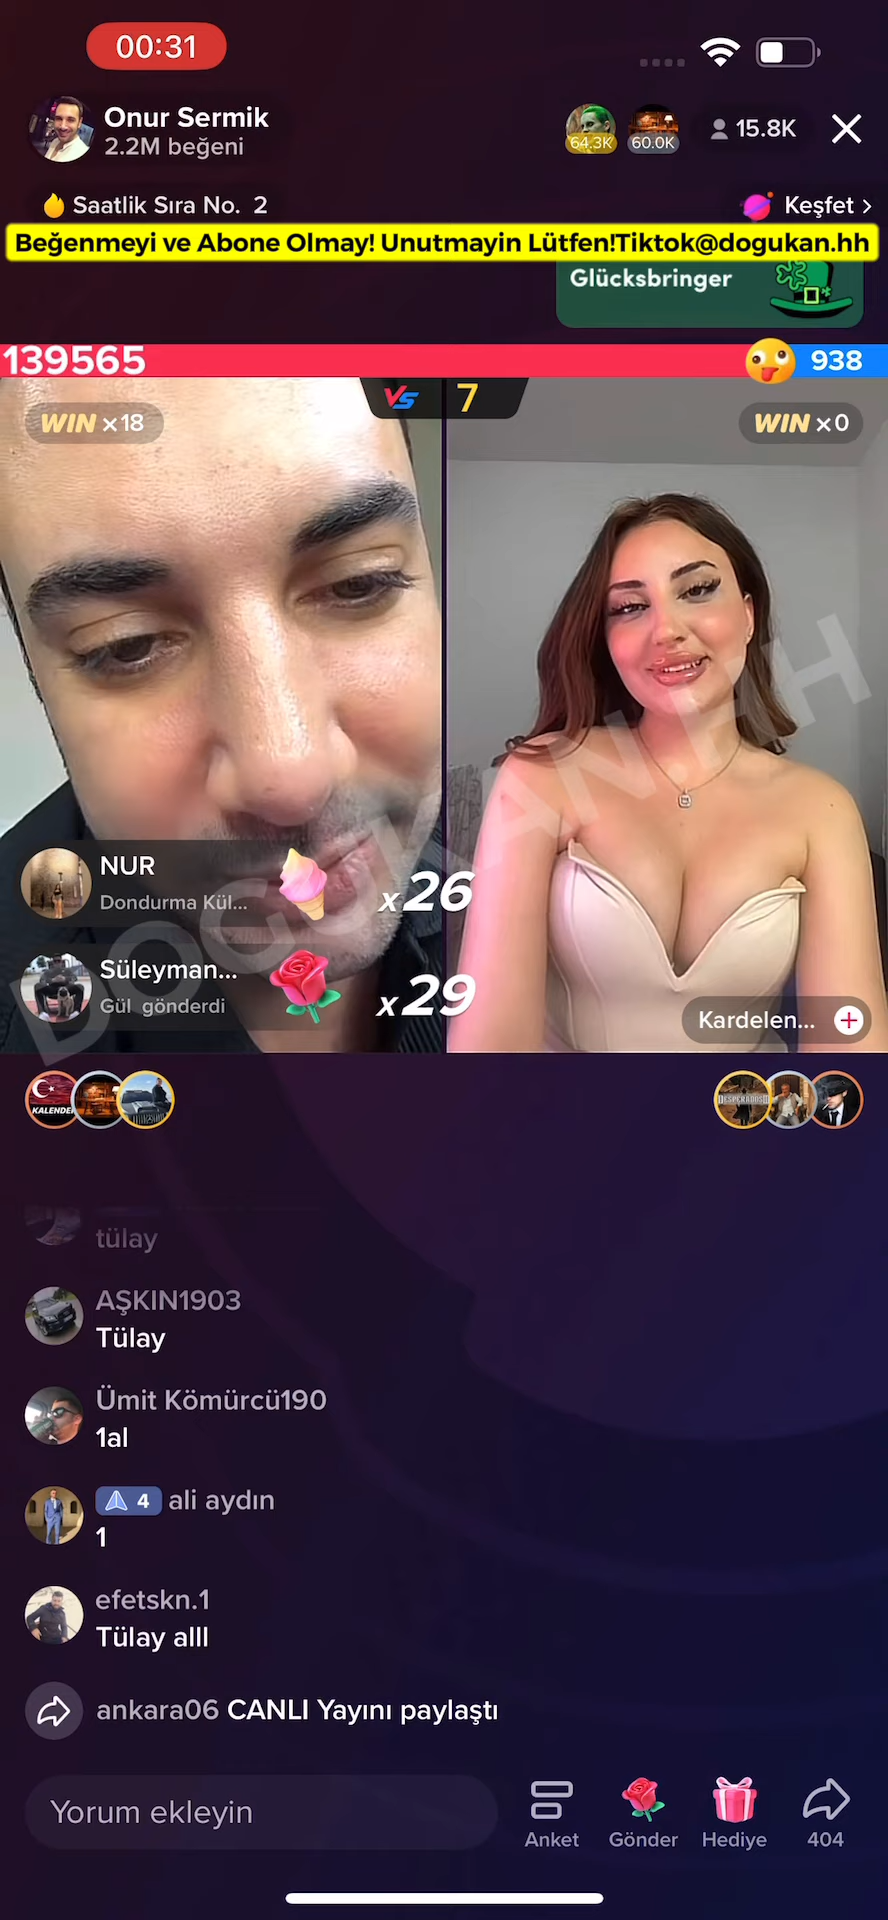 00:31
Onur Sermik
2.2M beğeni
64.3K
60.0K
15.8K
Saatlik Sıra No. 2
Keşfet >
Beğenmeyi ve Abone Olmay! Unutmayin Lütfen!Tiktok@dogukan.hh
Glücksbringer
139565
938
WIN x18
VS 7
WIN x0
DOGUKAN.HH
NUR
Dondurma Kül...
x26
Süleyman...
Gül gönderdi
x29
Kardelen...
KALENDE
DESPERADOS
tülay
AŞKIN1903
Tülay
Ümit Kömürcü190
1al
4 ali aydın
1
efetskn.1
Tülay alll
ankara06 CANLI Yayını paylaştı
Yorum ekleyin
Anket
Gönder
Hediye
404